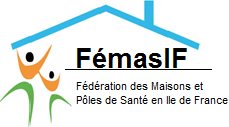 FémasIF
Fédération des Maisons et
Pôles de Santé en Ile de France